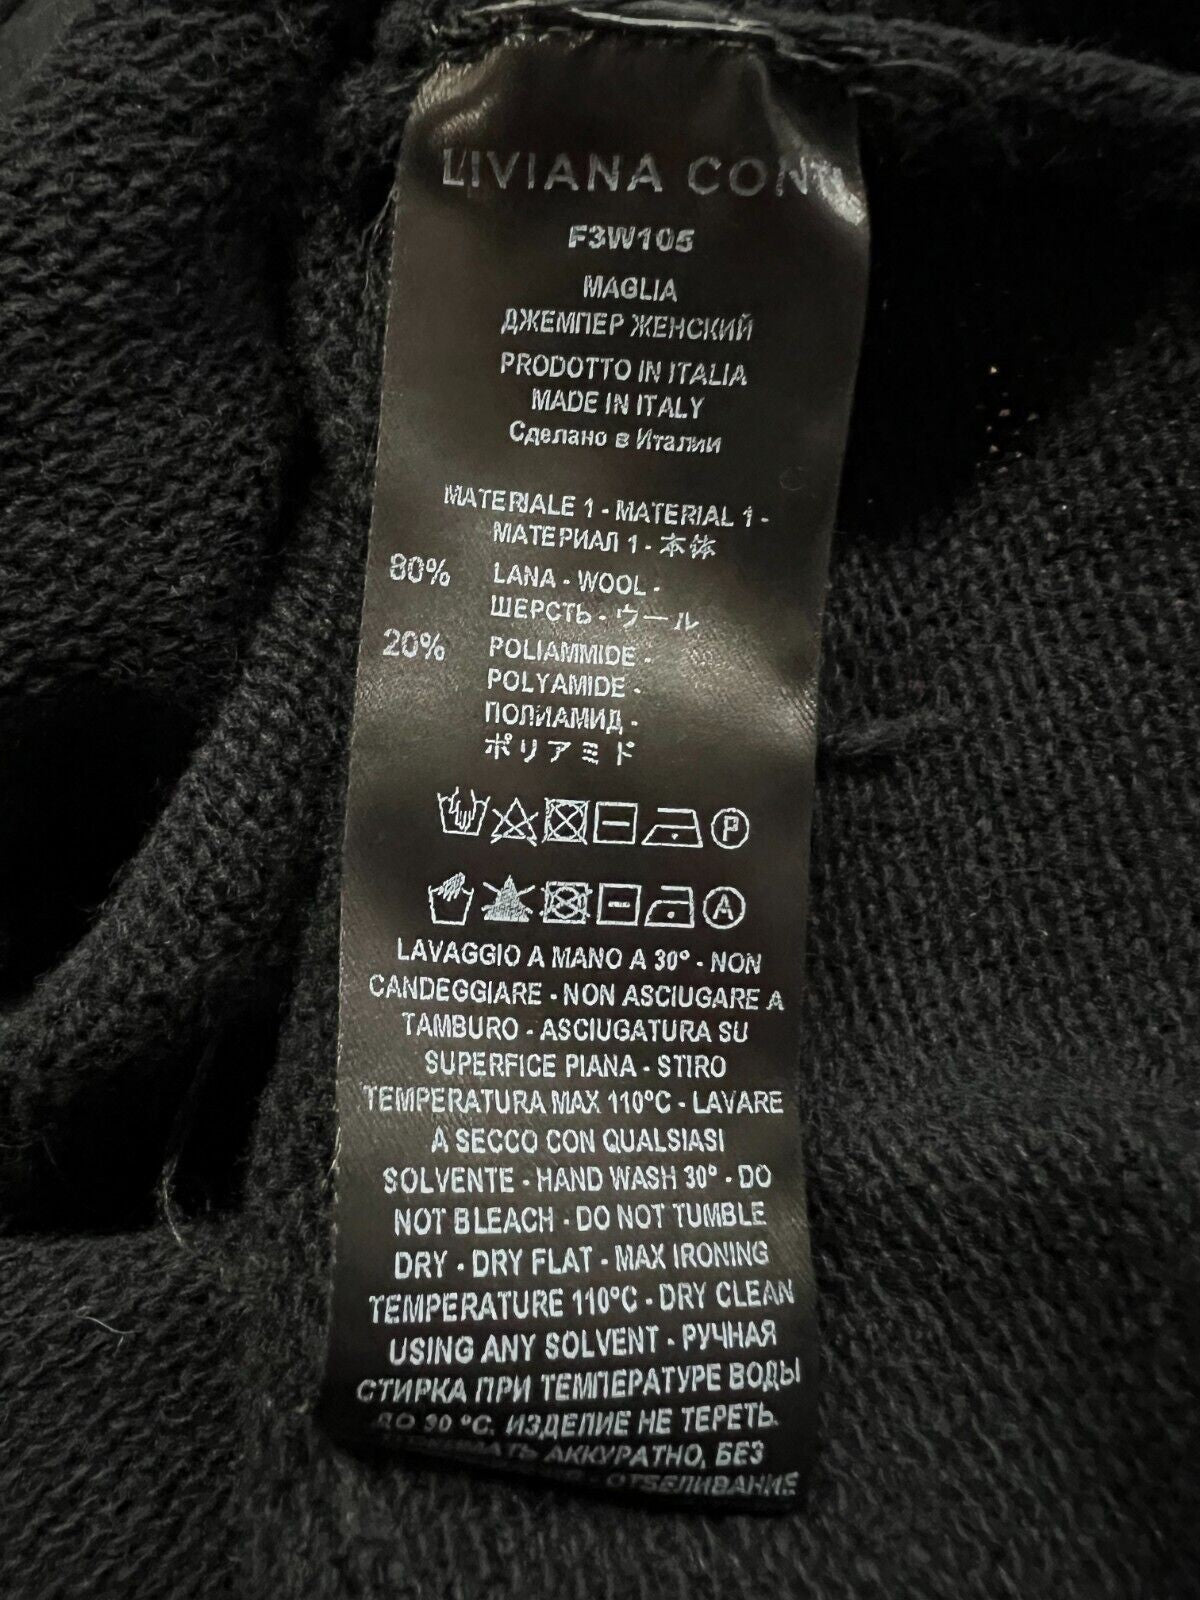 LIVIANA CONTI
F3W105
MAGLIA
ДЖЕМПЕР ЖЕНСКИЙ
PRODOTTO IN ITALIA
MADE IN ITALY
Сделано в Италии
MATERIALE 1 - MATERIAL 1 -
МАТЕРИАЛ 1 - 本体
80% LANA - WOOL -
ШЕРСТЬ - ウール
20% POLIAMMIDE -
POLYAMIDE -
ПОЛИАМИД -
ポリアミド
P
A
LAVAGGIO A MANO A 30° - NON
CANDEGGIARE - NON ASCIUGARE A
TAMBURO - ASCIUGATURA SU
SUPERFICE PIANA - STIRO
TEMPERATURA MAX 110°C - LAVARE
A SECCO CON QUALSIASI
SOLVENTE - HAND WASH 30° - DO
NOT BLEACH - DO NOT TUMBLE
DRY - DRY FLAT - MAX IRONING
TEMPERATURE 110°C - DRY CLEAN
USING ANY SOLVENT - РУЧНАЯ
СТИРКА ПРИ ТЕМПЕРАТУРЕ ВОДЫ
ДО 30 °C. ИЗДЕЛИЕ НЕ ТЕРЕТЬ.
АККУРАТНО, БЕЗ
- ОТБЕЛИВАНИЕ